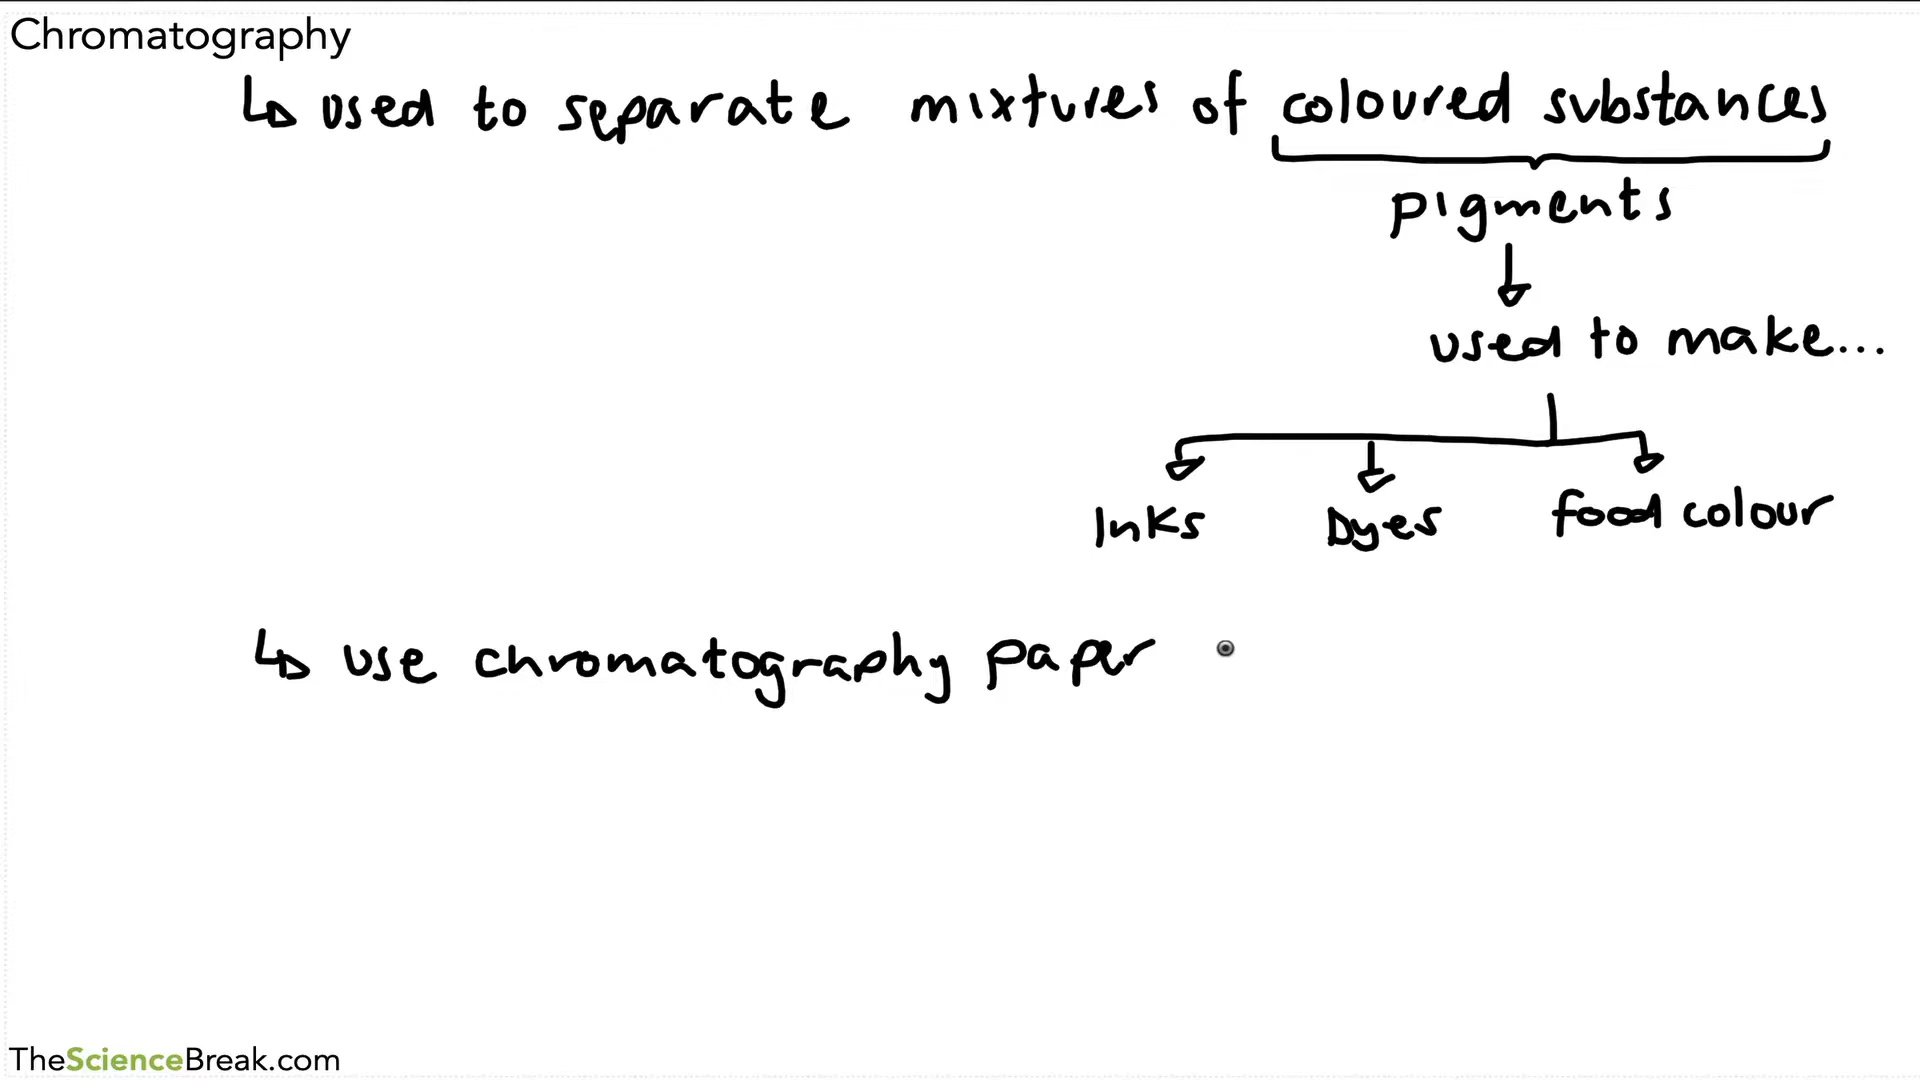 Chromatography
used to separate mixtures of coloured substances
pigments
used to make...
Inks Dyes food colour
use chromatography paper
TheScienceBreak.com